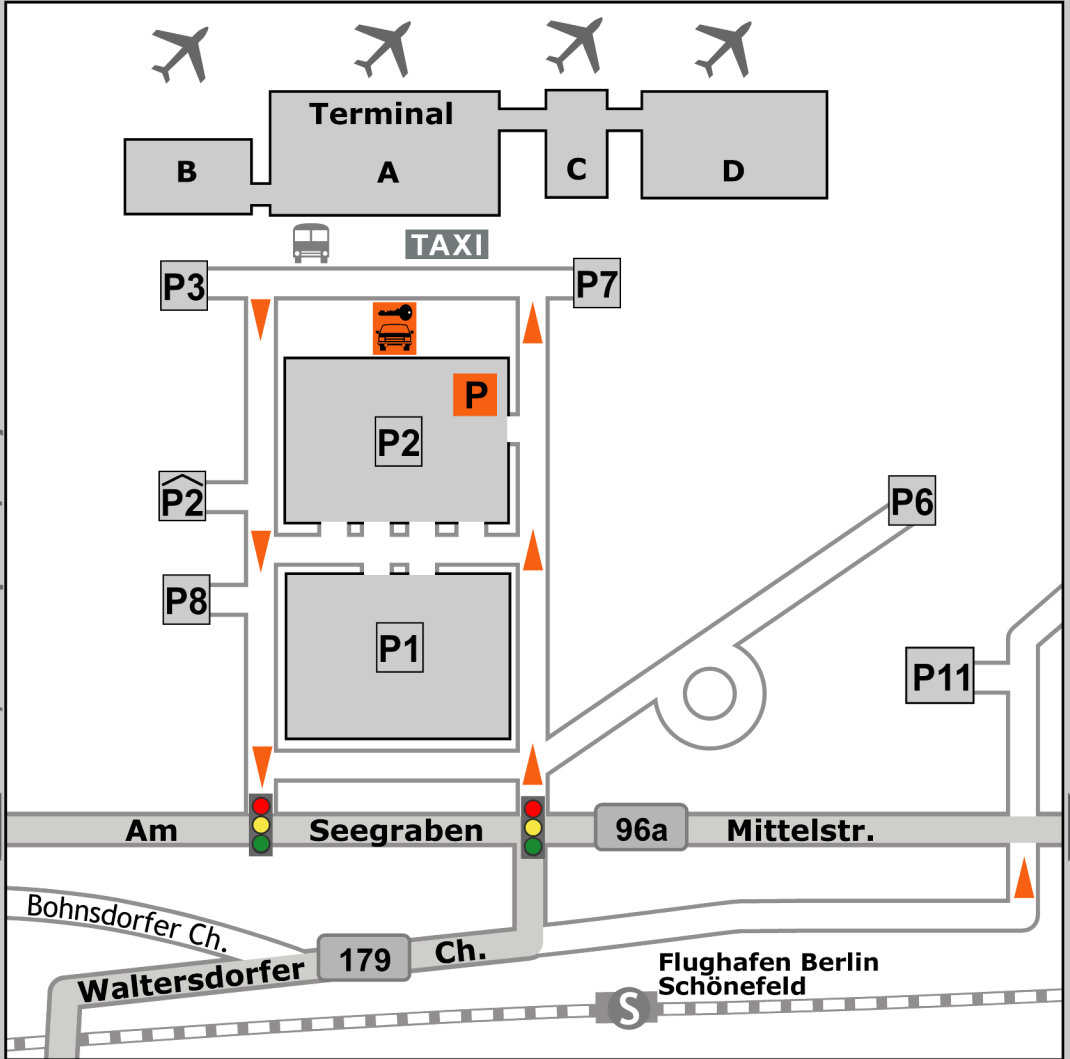 Terminal
B
A
C
D
TAXI
P3
P7
P
P2
P2
P6
P8
P1
P11
Am
Seegraben
96a
Mittelstr.
Bohnsdorfer Ch.
Waltersdorfer
179
Ch.
Flughafen Berlin
Schönefeld
S